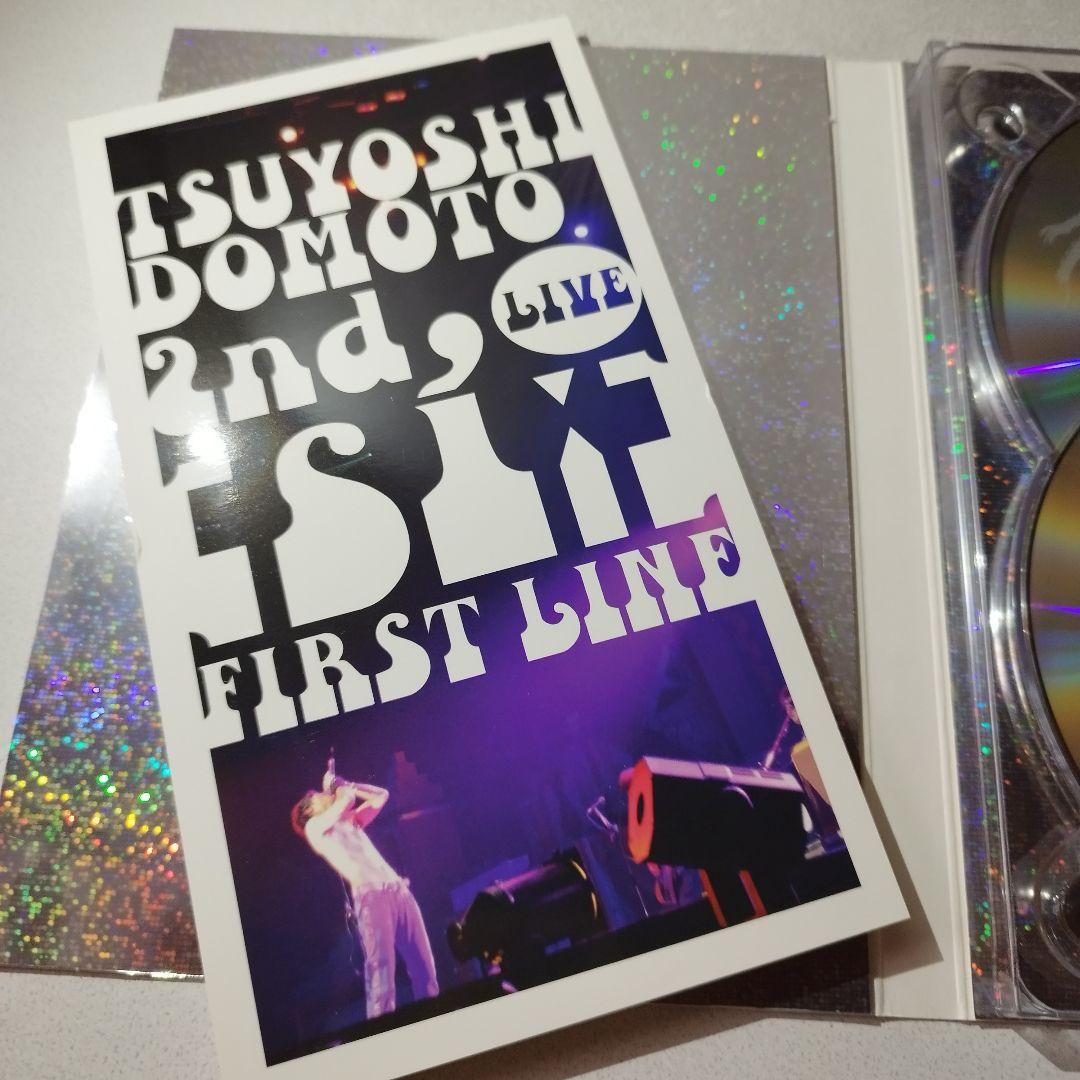 TSUYOSHI
DOMOTO
2nd LIVE
[si:]
FIRST LINE